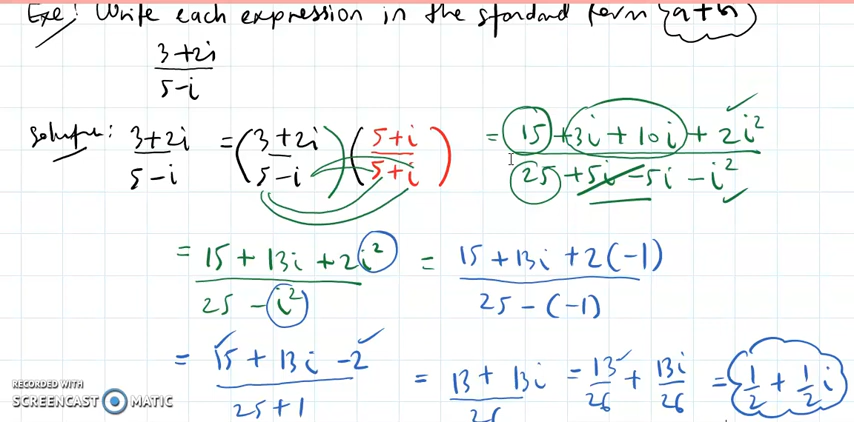 Exe: Write each expression in the standard form (a+b)
3+2i
5-i
Solution: 3+2i/5-i = (3+2i/5-i) (5+i/5+i) = 15 + 3i + 10i + 2i²/25 + 5i - 5i - i²
= 15 + 13i + 2i²/25 - i² = 15 + 13i + 2(-1)/25 - (-1)
= 15 + 13i - 2/25 + 1 = 13 + 13i/26 = 13/26 + 13i/26 = 1/2 + 1/2 i
RECORDED WITH
SCREENCAST MATIC